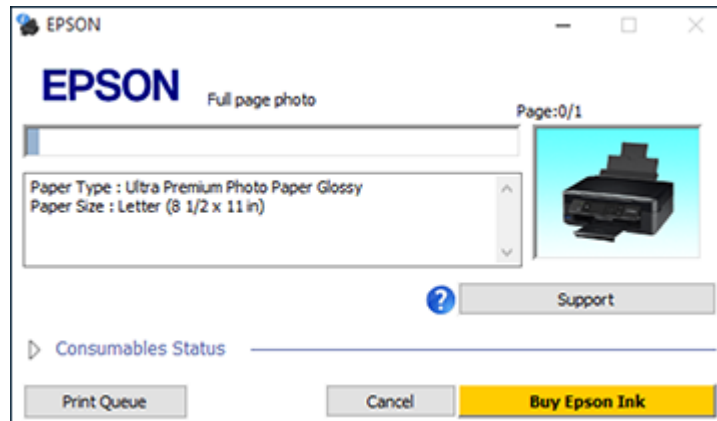 EPSON
EPSON Full page photo
Page:0/1
Paper Type : Ultra Premium Photo Paper Glossy
Paper Size : Letter (8 1/2 x 11 in)
?
Support
Consumables Status
Print Queue Cancel Buy Epson Ink